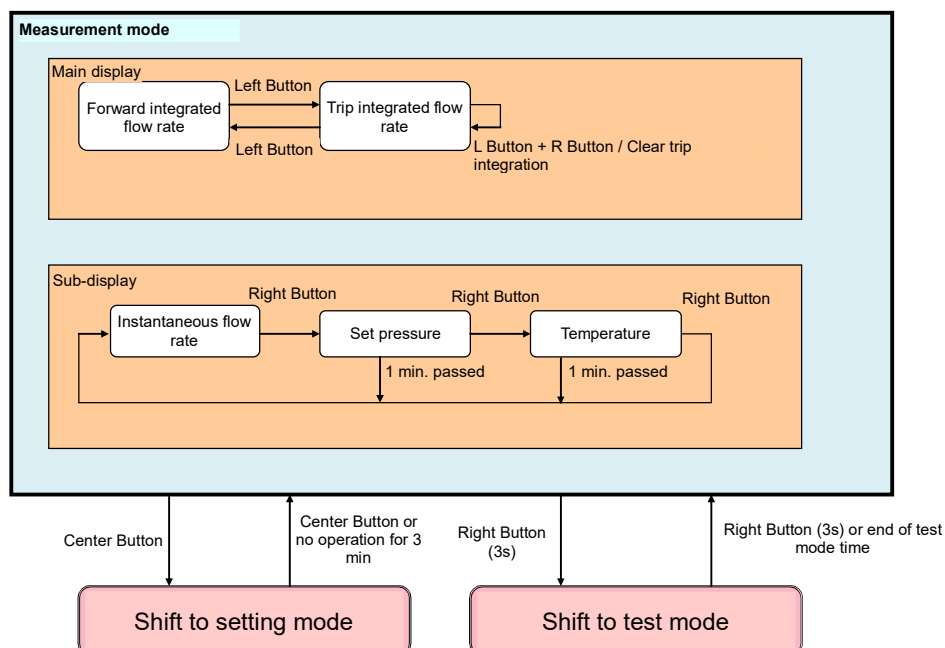 Measurement mode
Main display
Left Button
Forward integrated
flow rate
Trip integrated flow
rate
Left Button
L Button + R Button / Clear trip
integration
Sub-display
Right Button
Right Button
Right Button
Instantaneous flow
rate
Set pressure
Temperature
1 min. passed
1 min. passed
Center Button
Center Button or
no operation for 3
min
Right Button
(3s)
Right Button (3s) or end of test
mode time
Shift to setting mode
Shift to test mode